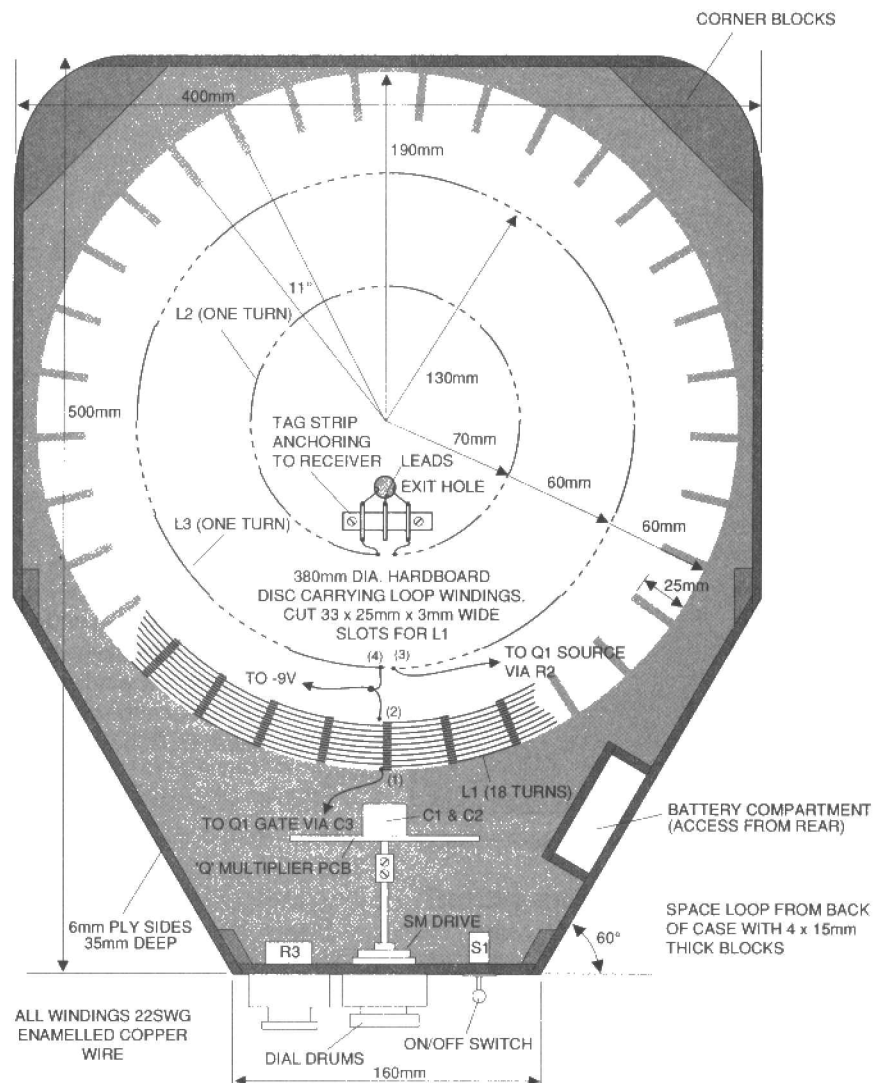 CORNER BLOCKS
400mm
190mm
11°
L2 (ONE TURN)
130mm
500mm
TAG STRIP
ANCHORING
TO RECEIVER
70mm
LEADS
EXIT HOLE
60mm
60mm
L3 (ONE TURN)
25mm
380mm DIA. HARDBOARD
DISC CARRYING LOOP WINDINGS.
CUT 33 x 25mm x 3mm WIDE
SLOTS FOR L1
(4)
(3)
TO Q1 SOURCE
VIA R2
TO -9V
(2)
(1)
L1 (18 TURNS)
TO Q1 GATE VIA C3
C1 & C2
BATTERY COMPARTMENT
(ACCESS FROM REAR)
'Q' MULTIPLIER PCB
6mm PLY SIDES
35mm DEEP
SM DRIVE
R3
S1
60°
SPACE LOOP FROM BACK
OF CASE WITH 4 x 15mm
THICK BLOCKS
ALL WINDINGS 22SWG
ENAMELLED COPPER
WIRE
DIAL DRUMS
ON/OFF SWITCH
160mm